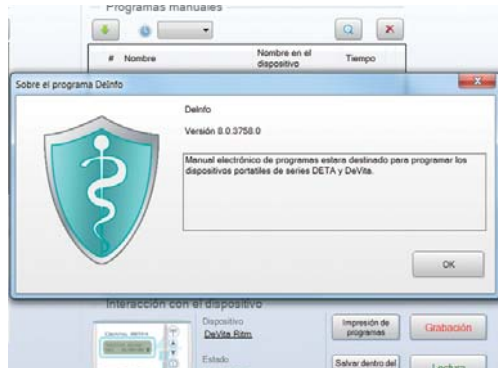 Programas manuales
# Nombre Nombre en el dispositivo Tiempo
Sobre el programa DeInfo
DeInfo
Versión 8.0.3758.0
Manual electrónico de programas estara destinado para programar los
dispositivos portatiles de series DETA y DeVita.
OK
Interacción con el dispositivo
Dispositivo
DeVita Ritm
Estado
Impresión de
programas
Grabación
Salvar dentro del
Lectura